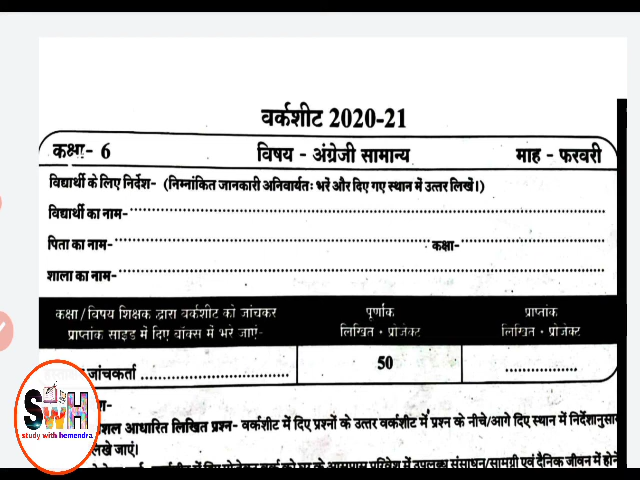 वर्कशीट 2020-21
कक्षा- 6 विषय - अंग्रेजी सामान्य माह - फरवरी
विद्यार्थी के लिए निर्देश- (निम्नांकित जानकारी अनिवार्यतः भरें और दिए गए स्थान में उत्तर लिखें।)
विद्यार्थी का नाम-
पिता का नाम- कक्षा-
शाला का नाम-
कक्षा/विषय शिक्षक द्वारा वर्कशीट को जांचकर पूर्णांक प्राप्तांक
प्राप्तांक साइड में दिए बॉक्स में भरे जाएं- लिखित + प्रोजेक्ट लिखित + प्रोजेक्ट
जांचकर्ता 50
आधारित लिखित प्रश्न- वर्कशीट में दिए प्रश्नों के उत्तर वर्कशीट में प्रश्न के नीचे/आगे दिए स्थान में
जाएं।
SwH
study with hemendra